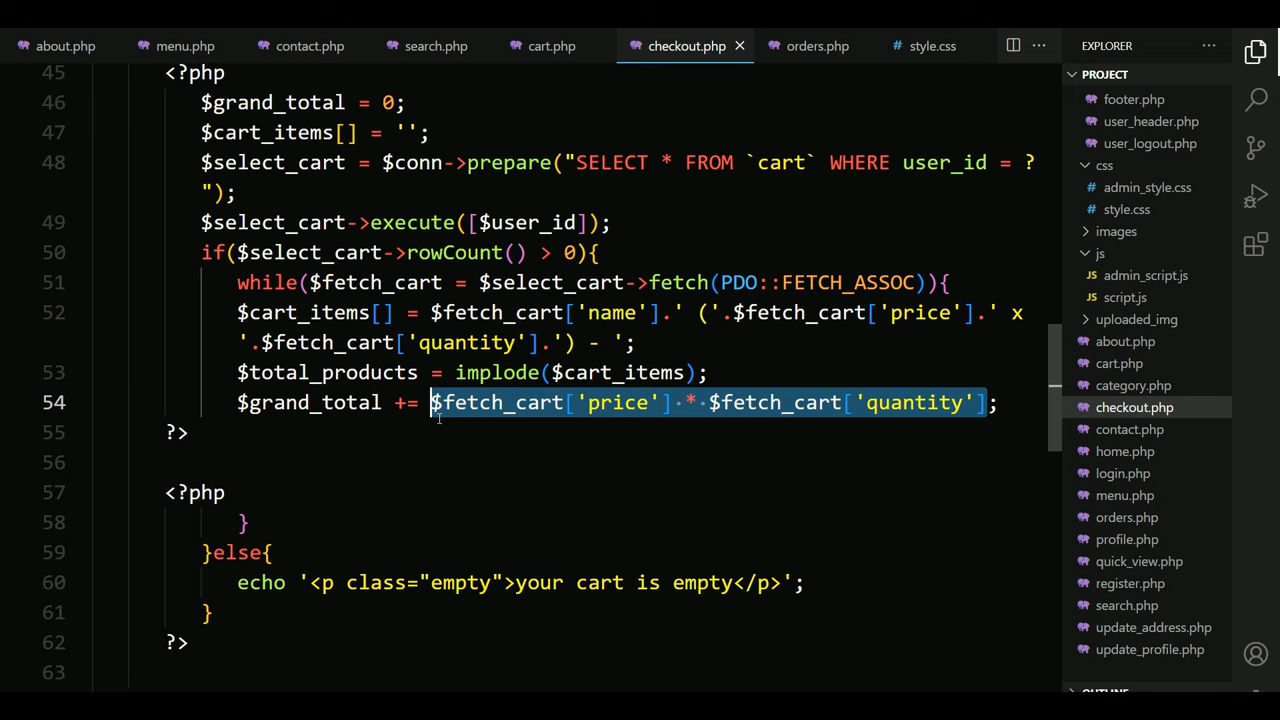 about.php menu.php contact.php search.php cart.php checkout.php × orders.php # style.css ··· EXPLORER ···
45 <?php
46 $grand_total = 0;
47 $cart_items[] = '';
48 $select_cart = $conn->prepare("SELECT * FROM `cart` WHERE user_id = ?
");
49 $select_cart->execute([$user_id]);
50 if($select_cart->rowCount() > 0){
51 while($fetch_cart = $select_cart->fetch(PDO::FETCH_ASSOC)){
52 $cart_items[] = $fetch_cart['name'].' ('.$fetch_cart['price'].' x
'.$fetch_cart['quantity'].') - ';
53 $total_products = implode($cart_items);
54 $grand_total += $fetch_cart['price'] * $fetch_cart['quantity'];
55 ?>
56
57 <?php
58 }
59 }else{
60 echo '<p class="empty">your cart is empty</p>';
61 }
62 ?>
63
PROJECT
footer.php
user_header.php
user_logout.php
css
# admin_style.css
# style.css
images
js
JS admin_script.js
JS script.js
uploaded_img
about.php
cart.php
category.php
checkout.php
contact.php
home.php
login.php
menu.php
orders.php
profile.php
quick_view.php
register.php
search.php
update_address.php
update_profile.php
OUTLINE